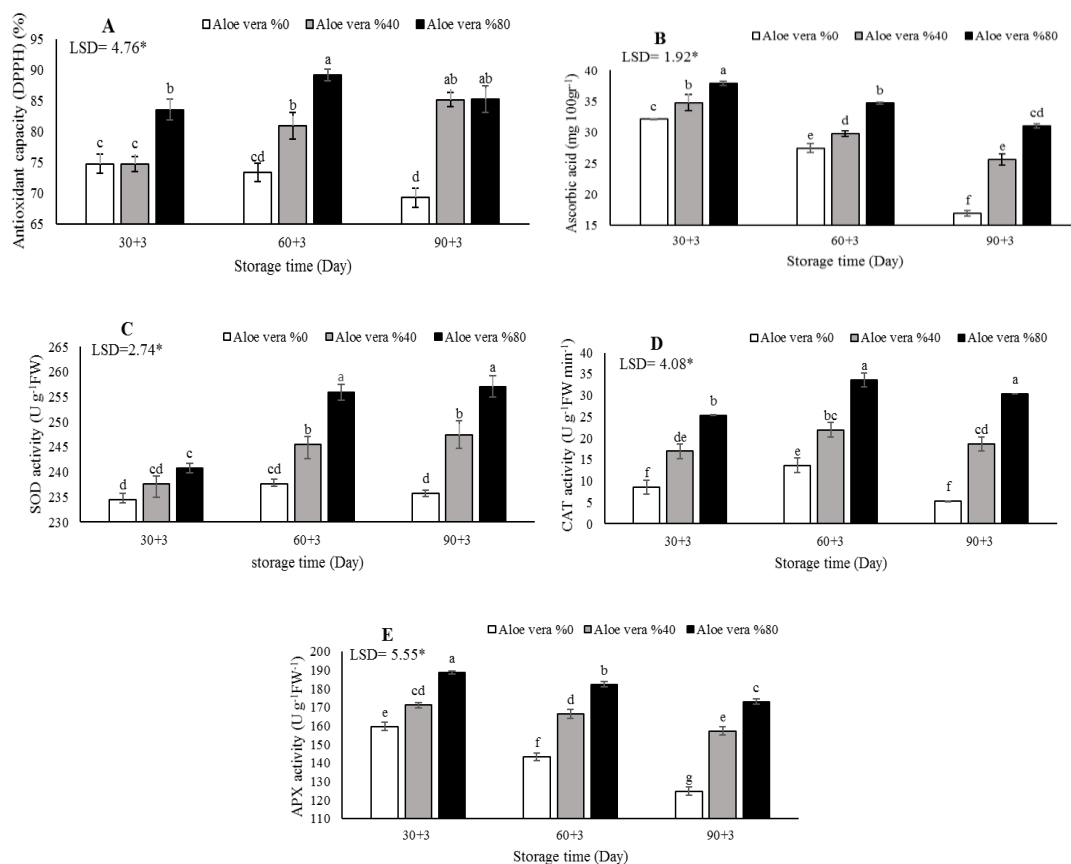 A
Aloe vera %0 Aloe vera %40 Aloe vera %80
LSD= 4.76*
Antioxidant capacity (DPPH) (%)
95
90
85
80
75
70
65
c c b
cd b a
d ab ab
30+3 60+3 90+3
Storage time (Day)
B
Aloe vera %0 Aloe vera %40 Aloe vera %80
LSD= 1.92*
Ascorbic acid (mg 100gr⁻¹)
40
35
30
25
20
15
c b a
e d b
f e cd
30+3 60+3 90+3
Storage time (Day)
C
Aloe vera %0 Aloe vera %40 Aloe vera %80
LSD=2.74*
SOD activity (U g⁻¹FW)
265
260
255
250
245
240
235
230
d cd c
cd b a
d b a
30+3 60+3 90+3
storage time (Day)
D
Aloe vera %0 Aloe vera %40 Aloe vera %80
LSD= 4.08*
CAT activity (U g⁻¹FW min⁻¹)
40
35
30
25
20
15
10
5
0
f de b
e bc a
f cd a
30+3 60+3 90+3
Storage time (Day)
E
Aloe vera %0 Aloe vera %40 Aloe vera %80
LSD= 5.55*
APX activity (U g⁻¹FW⁻¹)
200
190
180
170
160
150
140
130
120
110
e cd a
f d b
g e c
30+3 60+3 90+3
Storage time (Day)